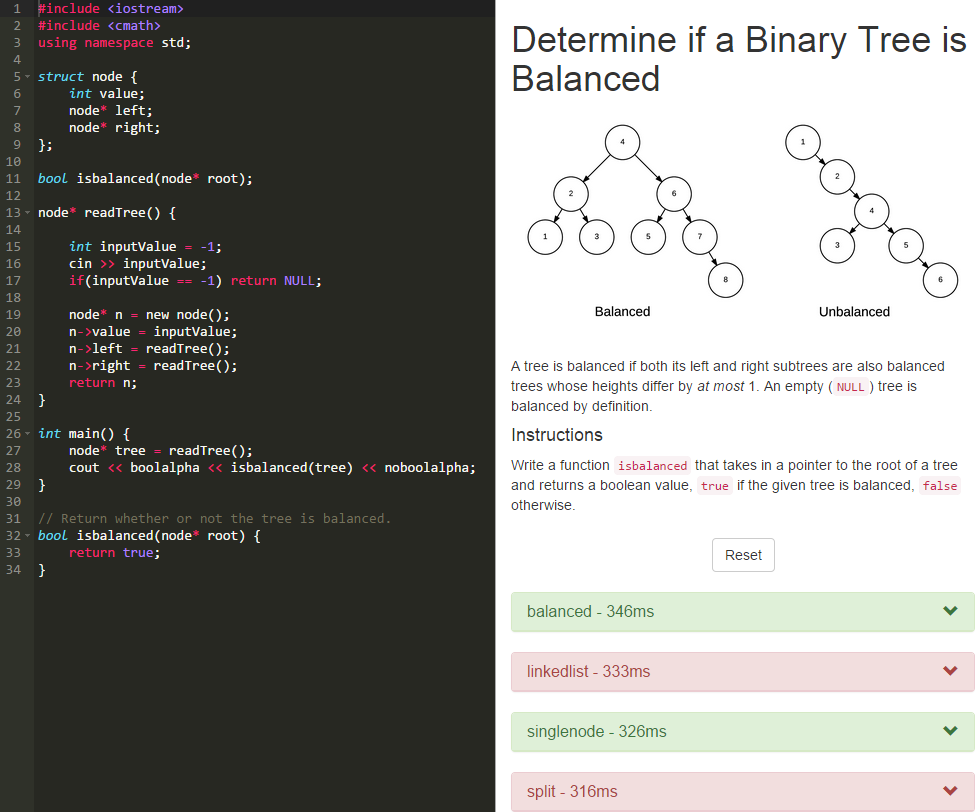 1 #include <iostream>
2 #include <cmath>
3 using namespace std;
4
5 struct node {
6     int value;
7     node* left;
8     node* right;
9 };
10
11 bool isbalanced(node* root);
12
13 node* readTree() {
14
15     int inputValue = -1;
16     cin >> inputValue;
17     if(inputValue == -1) return NULL;
18
19     node* n = new node();
20     n->value = inputValue;
21     n->left = readTree();
22     n->right = readTree();
23     return n;
24 }
25
26 int main() {
27     node* tree = readTree();
28     cout << boolalpha << isbalanced(tree) << noboolalpha;
29 }
30
31 // Return whether or not the tree is balanced.
32 bool isbalanced(node* root) {
33     return true;
34 }
Determine if a Binary Tree is
Balanced
4
2 6
1 3 5 7
8
Balanced
1
2
4
3 5
6
Unbalanced
A tree is balanced if both its left and right subtrees are also balanced
trees whose heights differ by at most 1. An empty ( NULL ) tree is
balanced by definition.
Instructions
Write a function isbalanced that takes in a pointer to the root of a tree
and returns a boolean value, true if the given tree is balanced, false
otherwise.
Reset
balanced - 346ms
linkedlist - 333ms
singlenode - 326ms
split - 316ms